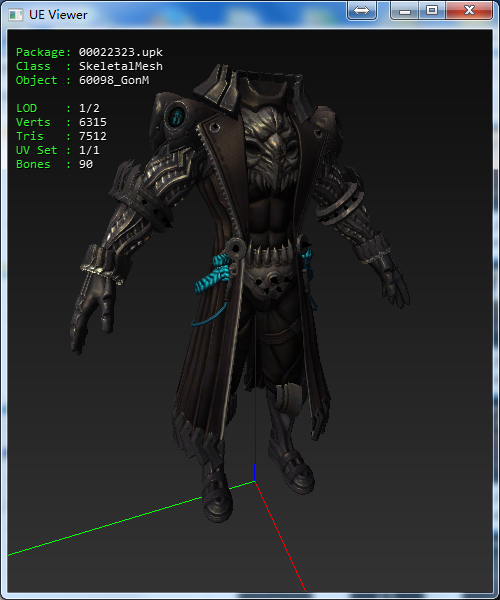 UE Viewer
Package: 00022323.upk
Class : SkeletalMesh
Object : 60098_GonM
LOD : 1/2
Verts : 6315
Tris : 7512
UV Set : 1/1
Bones : 90